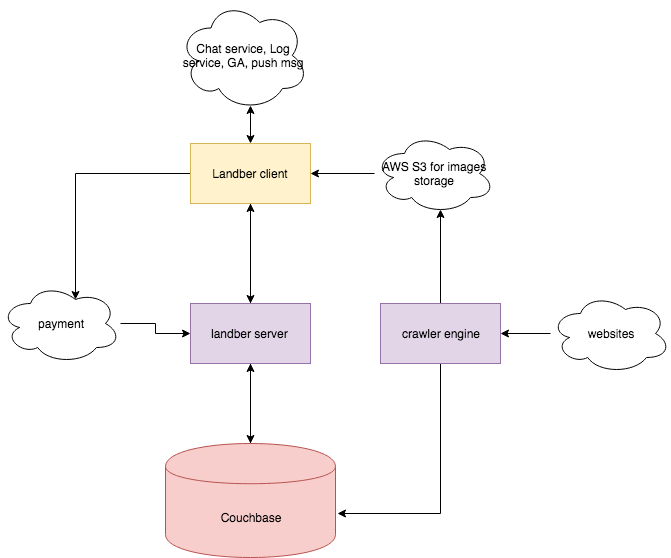 Chat service, Log
service, GA, push msg
Landber client
AWS S3 for images
storage
payment
landber server
crawler engine
websites
Couchbase